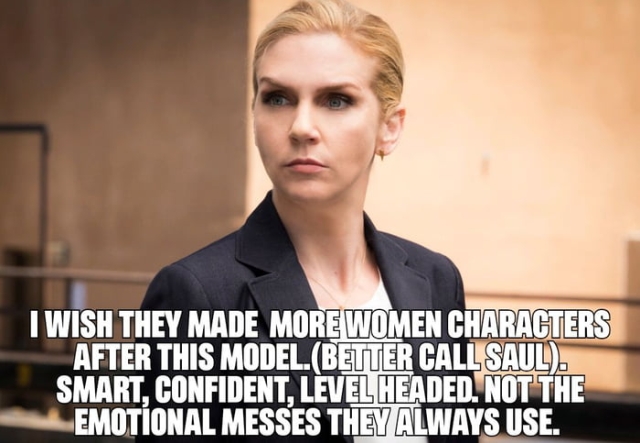 I WISH THEY MADE MORE WOMEN CHARACTERS
AFTER THIS MODEL.(BETTER CALL SAUL).
SMART, CONFIDENT, LEVEL HEADED. NOT THE
EMOTIONAL MESSES THEY ALWAYS USE.